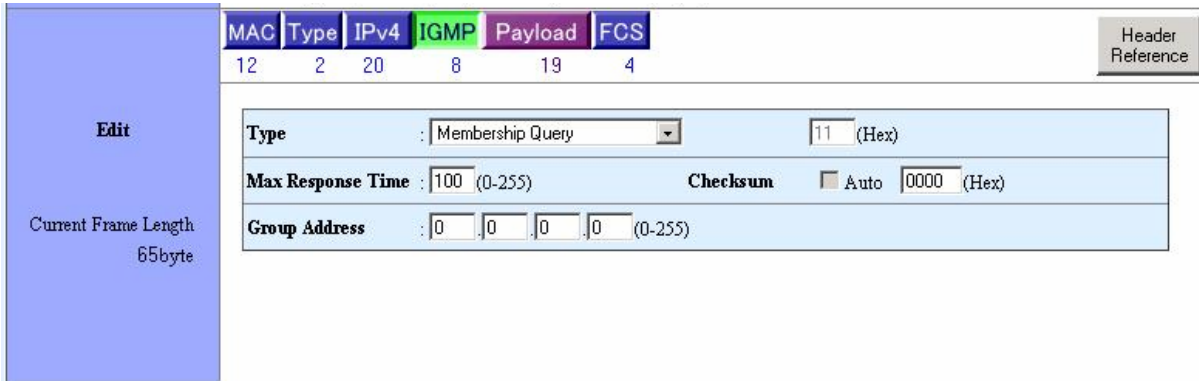 MAC Type IPv4 IGMP Payload FCS
12 2 20 8 19 4
Header
Reference
Edit
Current Frame Length
65byte
Type : Membership Query 11 (Hex)
Max Response Time : 100 (0-255) Checksum Auto 0000 (Hex)
Group Address : 0 .0 .0 .0 (0-255)